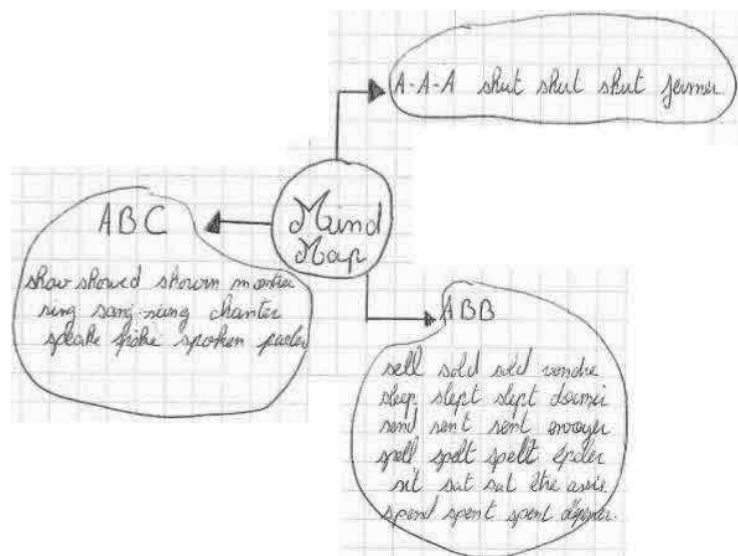 A-A-A shut shut shut fermer
Mind
Map
ABC
show showed shown montrer
sing sang sung chanter
speake spoke spoken parler
ABB
sell sold sold vendre
sleep slept slept dormir
send sent sent envoyer
spell spelt spelt épeler
sit sat sat être assis
spend spent spent dépenser